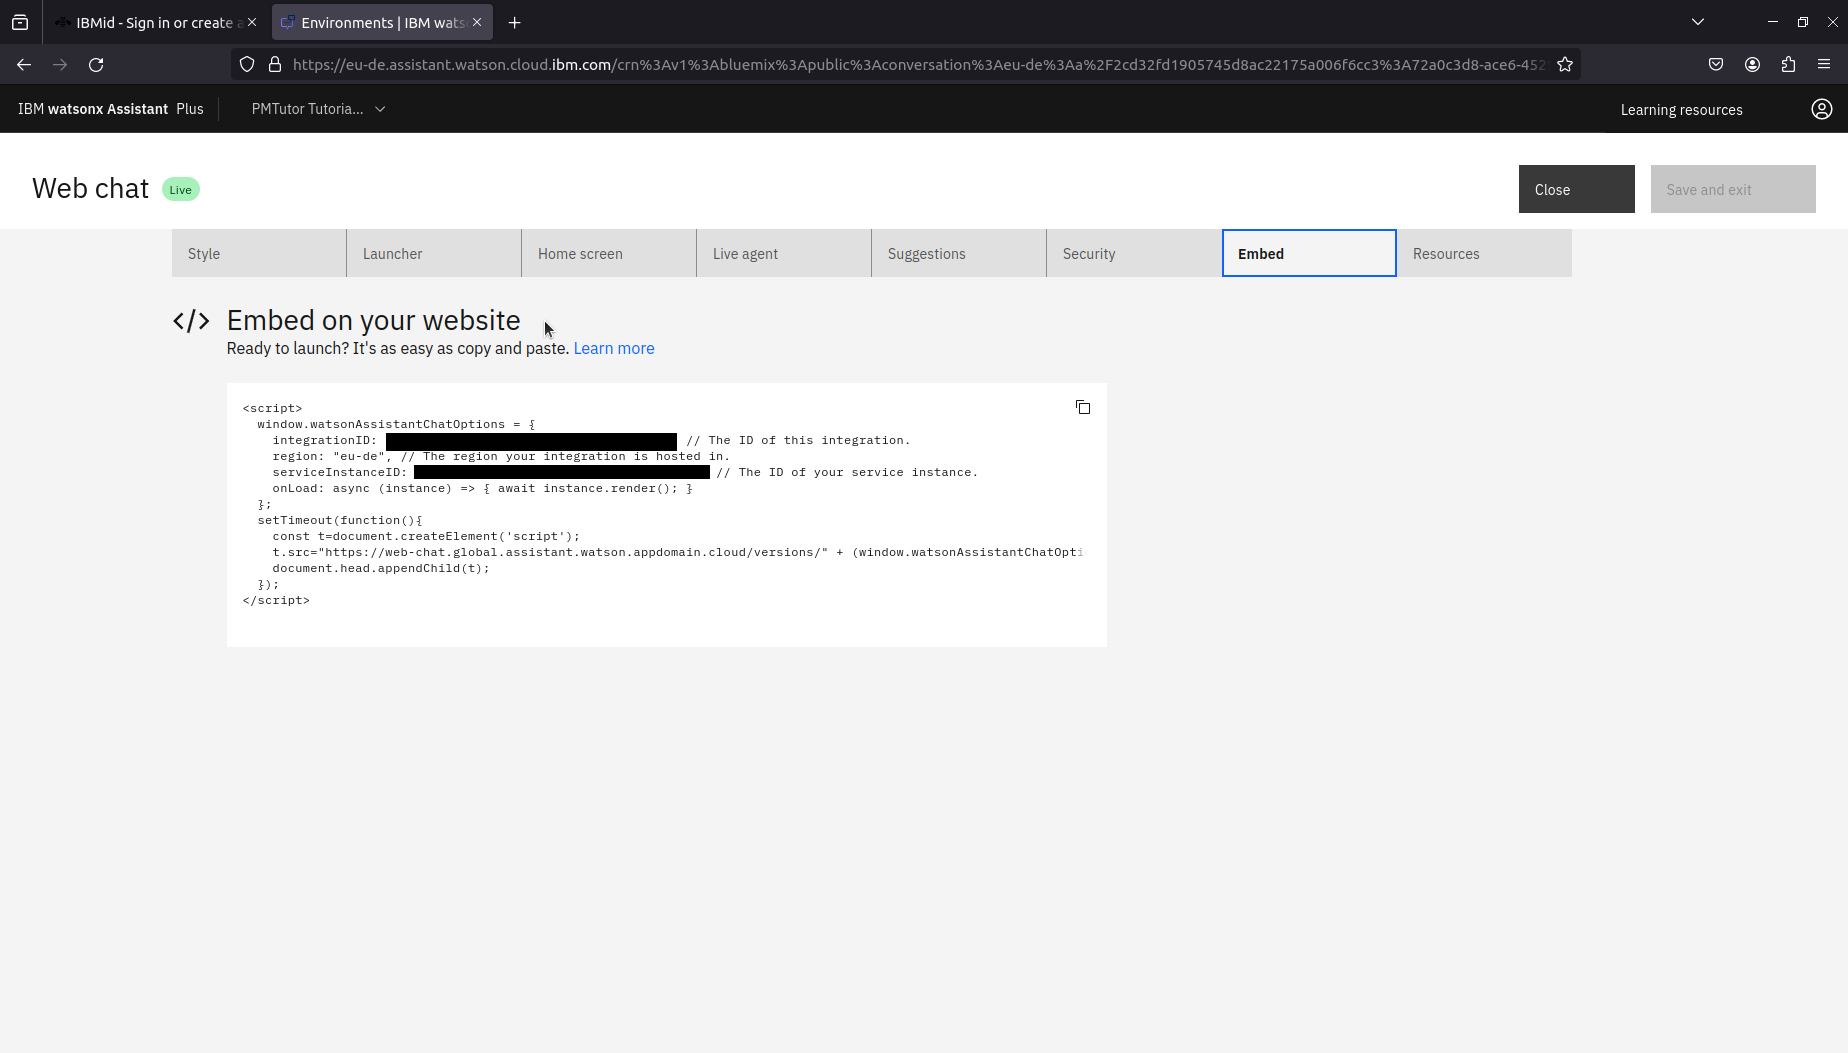 IBMid - Sign in or create a
Environments | IBM wats
https://eu-de.assistant.watson.cloud.ibm.com/crn%3Av1%3Abluemix%3Apublic%3Aconversation%3Aeu-de%3Aa%2F2cd32fd1905745d8ac22175a006f6cc3%3A72a0c3d8-ace6-452
IBM watsonx Assistant Plus
PMTutor Tutoria...
Learning resources
Web chat
Live
Close
Save and exit
Style
Launcher
Home screen
Live agent
Suggestions
Security
Embed
Resources
</> Embed on your website
Ready to launch? It's as easy as copy and paste. Learn more
<script>
window.watsonAssistantChatOptions = {
integrationID: // The ID of this integration.
region: "eu-de", // The region your integration is hosted in.
serviceInstanceID: // The ID of your service instance.
onLoad: async (instance) => { await instance.render(); }
};
setTimeout(function(){
const t=document.createElement('script');
t.src="https://web-chat.global.assistant.watson.appdomain.cloud/versions/" + (window.watsonAssistantChatOpti
document.head.appendChild(t);
});
</script>